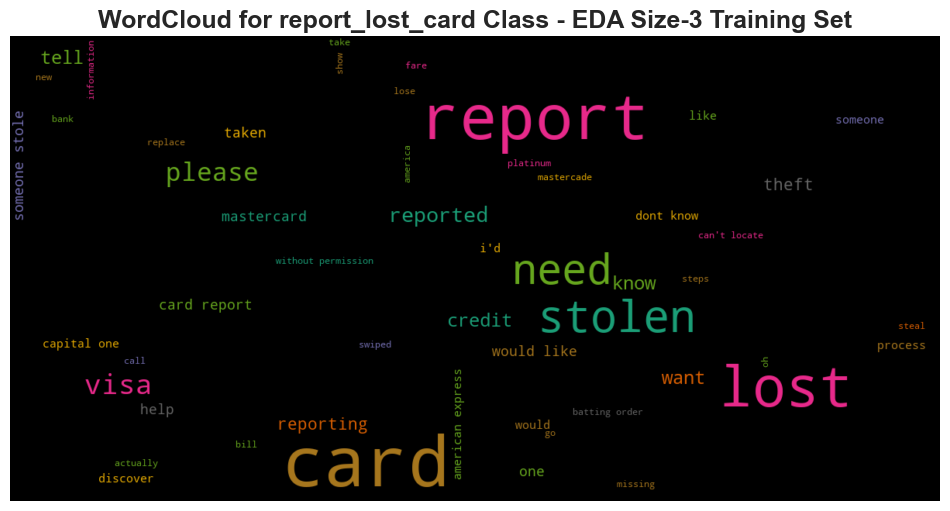 WordCloud for report_lost_card Class - EDA Size-3 Training Set
take
tell
show
information
new
fare
lose
report
bank
like
someone
taken
replace
someone stole
america
please
platinum
mastercade
theft
mastercard
reported
dont know
can't locate
i'd
without permission
need
know
steps
card report
stolen
credit
steal
capital one
swiped
would like
process
call
oh
visa
want
lost
american express
help
batting order
reporting
would
go
card
bill
actually
one
discover
missing